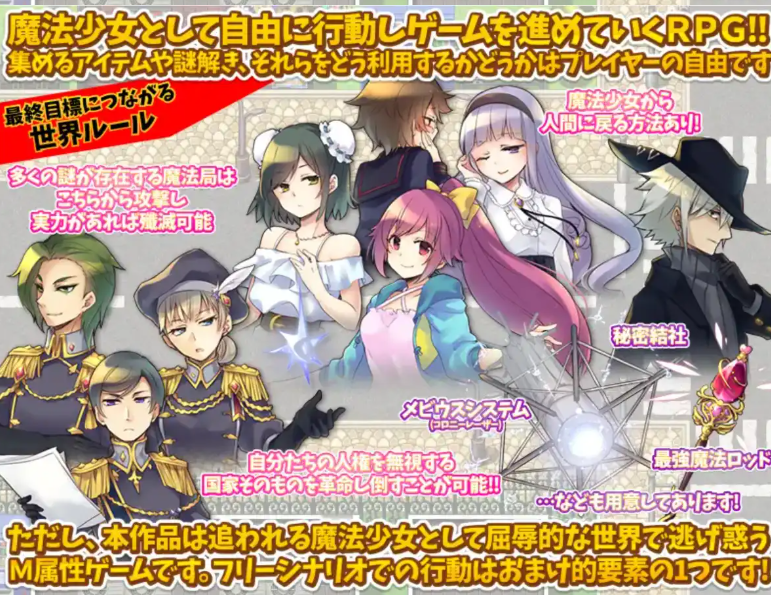 魔法少女として自由に行動しゲームを進めていくRPG!!
集めるアイテムや謎解き、それらをどう利用するかどうかはプレイヤーの自由です
最終目標につながる
世界ルール
魔法少女から
人間に戻る方法あり!
多くの謎が存在する魔法局は
こちらから攻撃し
実力があれば殲滅可能
秘密結社
メビウスシステム
(コロニーレーザー)
最強魔法ロッド
自分たちの人権を無視する
国家そのものを革命し倒すことが可能!!
…なども用意してあります!
ただし、本作品は追われる魔法少女として屈辱的な世界で逃げ惑う
M属性ゲームです。フリーシナリオでの行動はおまけ的要素の1つです!